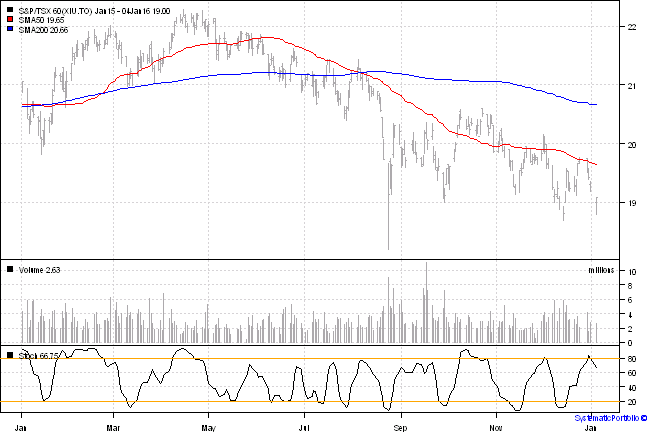 S&P/TSX 60(XIU.TO) Jan15 - 04Jan16 19.00
SMA50 19.65
SMA200 20.66
22
21
20
19
Volume 2.63
millions
10
8
6
4
2
0
Stoch 66.75
80
60
40
20
Jan
Mar
May
Jul
Sep
Nov
Jan
SystematicPortfolio ©